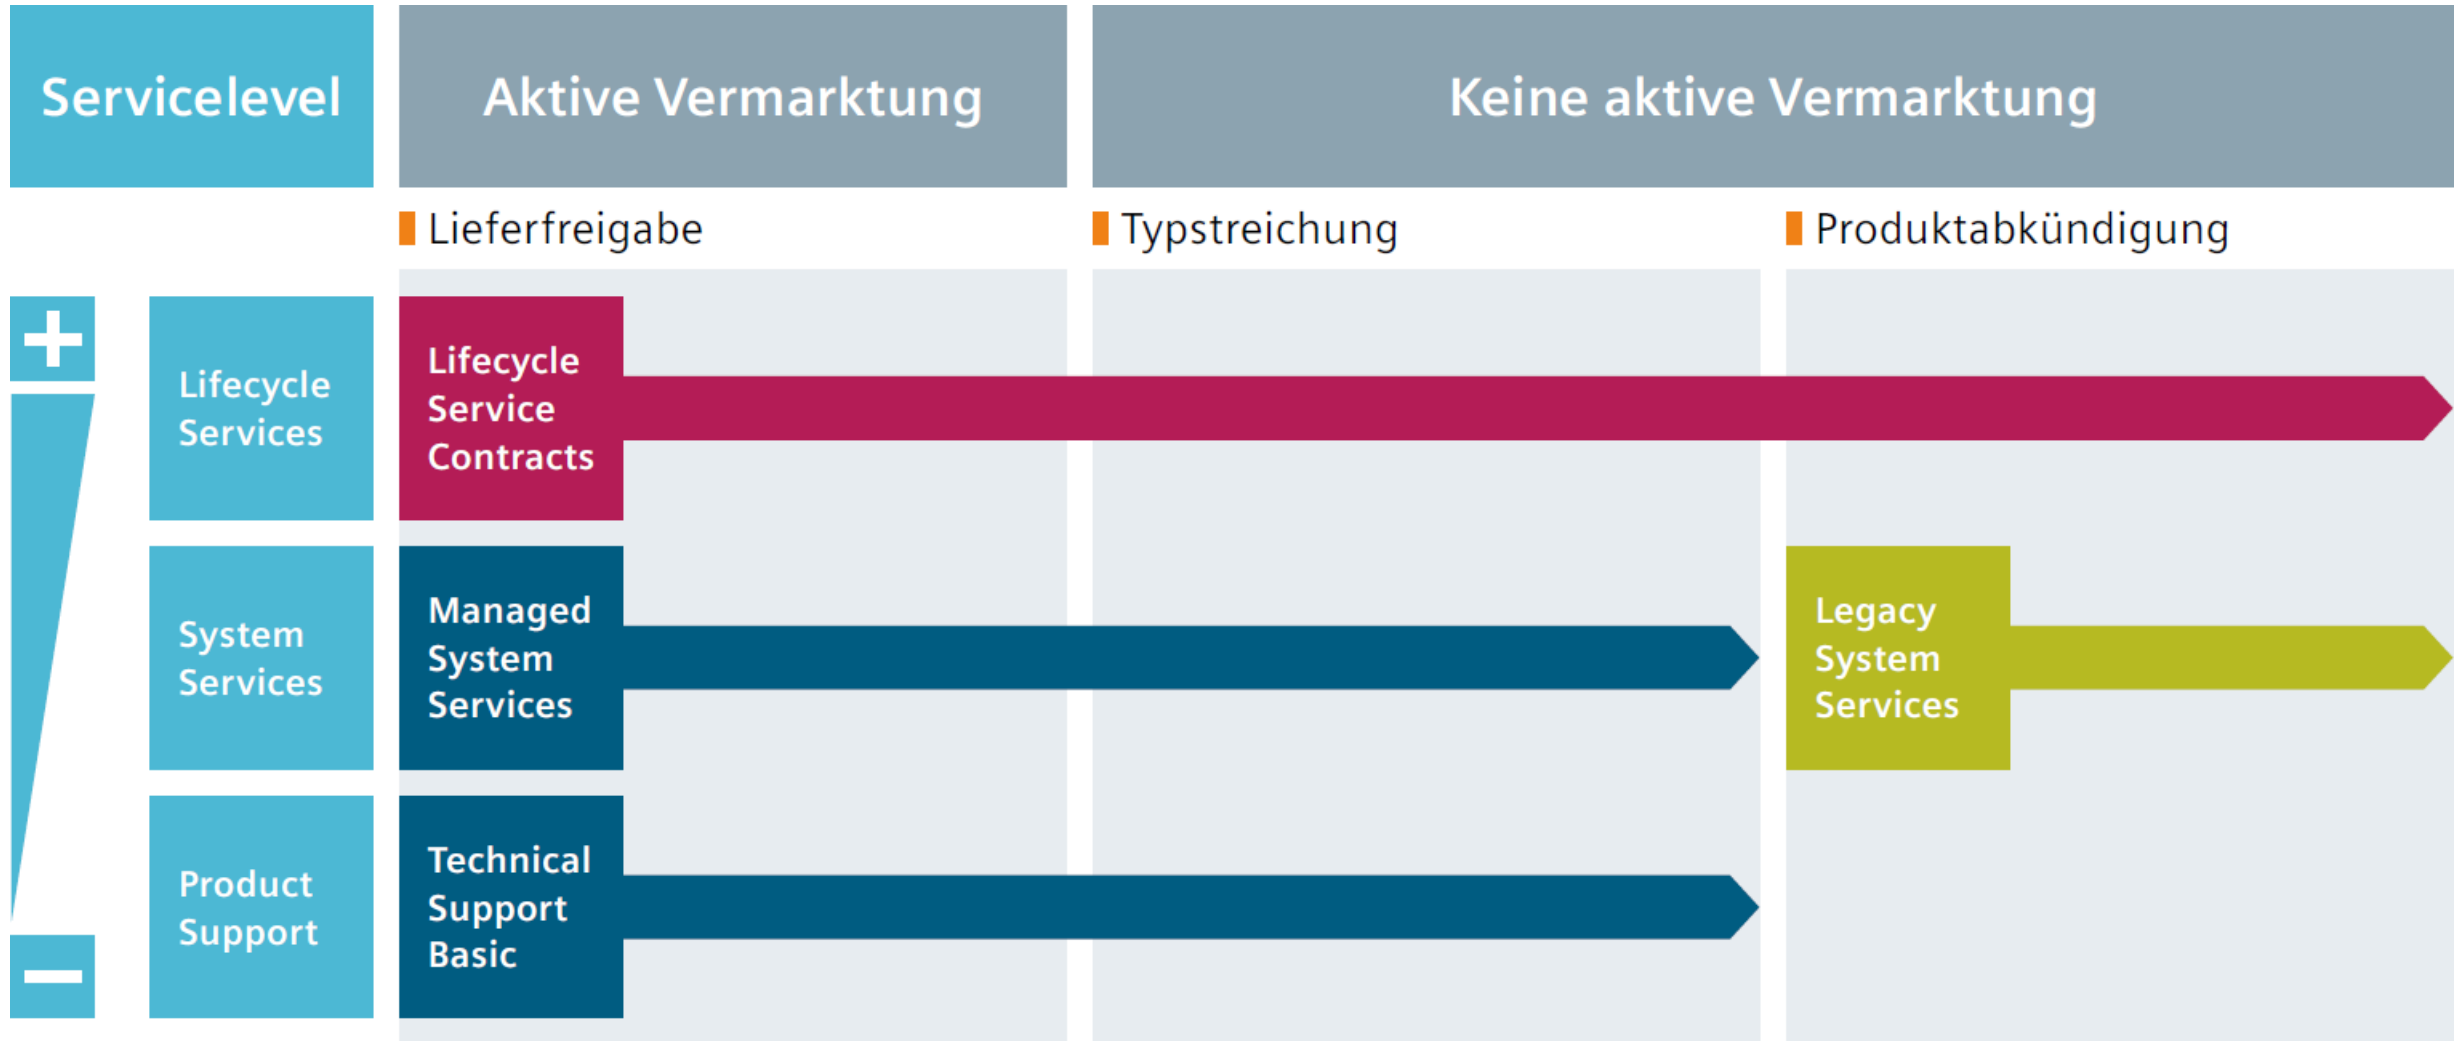 Servicelevel
Aktive Vermarktung
Keine aktive Vermarktung
Lieferfreigabe
Typstreichung
Produktabkündigung
Lifecycle
Services
Lifecycle
Service
Contracts
System
Services
Managed
System
Services
Legacy
System
Services
Product
Support
Technical
Support
Basic